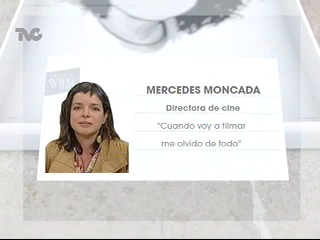 TVG
MERCEDES MONCADA
Directora de cine
"Cuando voy a filmar
me olvido de todo"